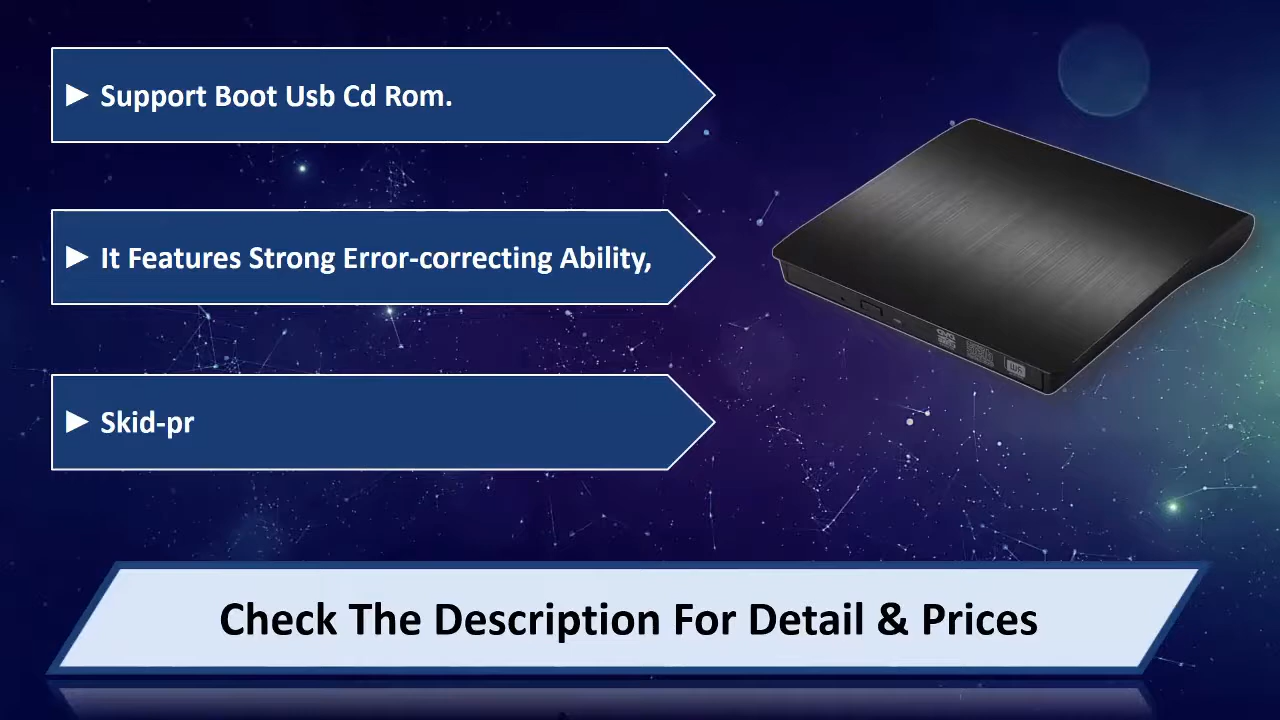 ► Support Boot Usb Cd Rom.
► It Features Strong Error-correcting Ability,
► Skid-pr
Check The Description For Detail & Prices